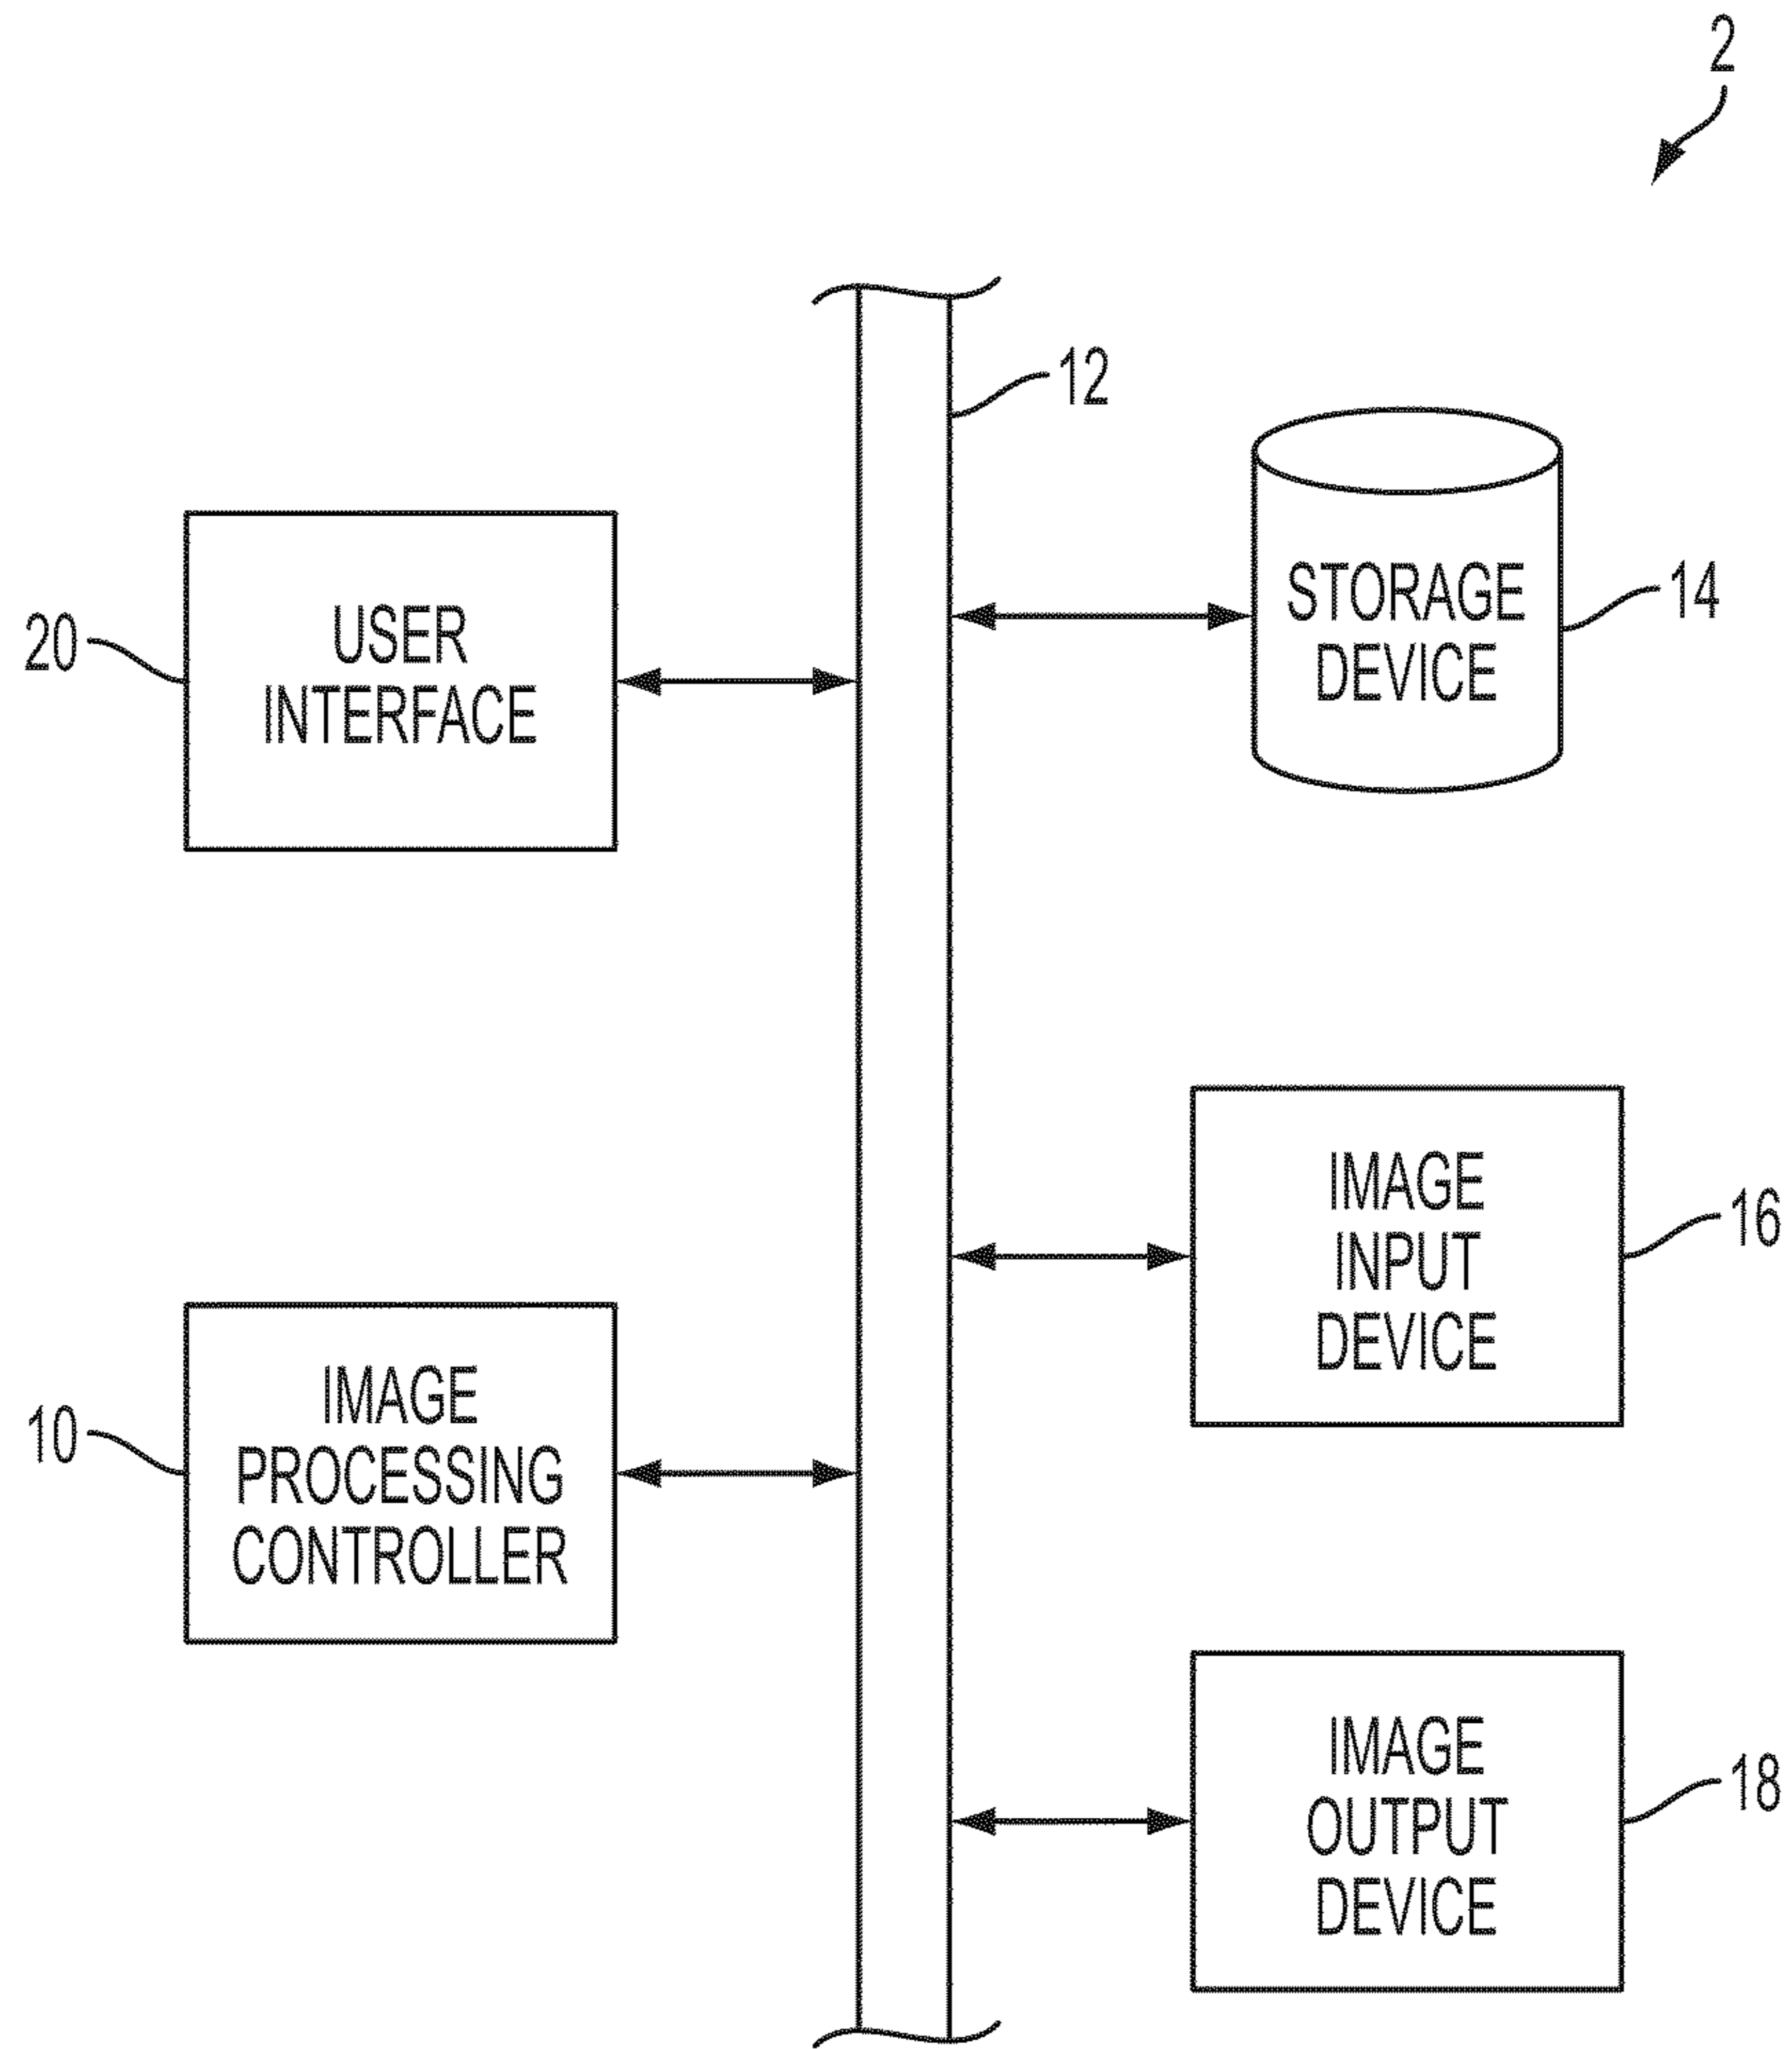 2
12
STORAGE
DEVICE
14
20
USER
INTERFACE
IMAGE
INPUT
DEVICE
16
10
IMAGE
PROCESSING
CONTROLLER
IMAGE
OUTPUT
DEVICE
18